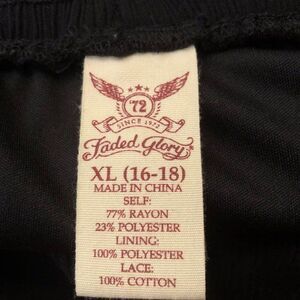 '72
SINCE 1972
Faded Glory
XL (16-18)
MADE IN CHINA
SELF:
77% RAYON
23% POLYESTER
LINING:
100% POLYESTER
LACE:
100% COTTON